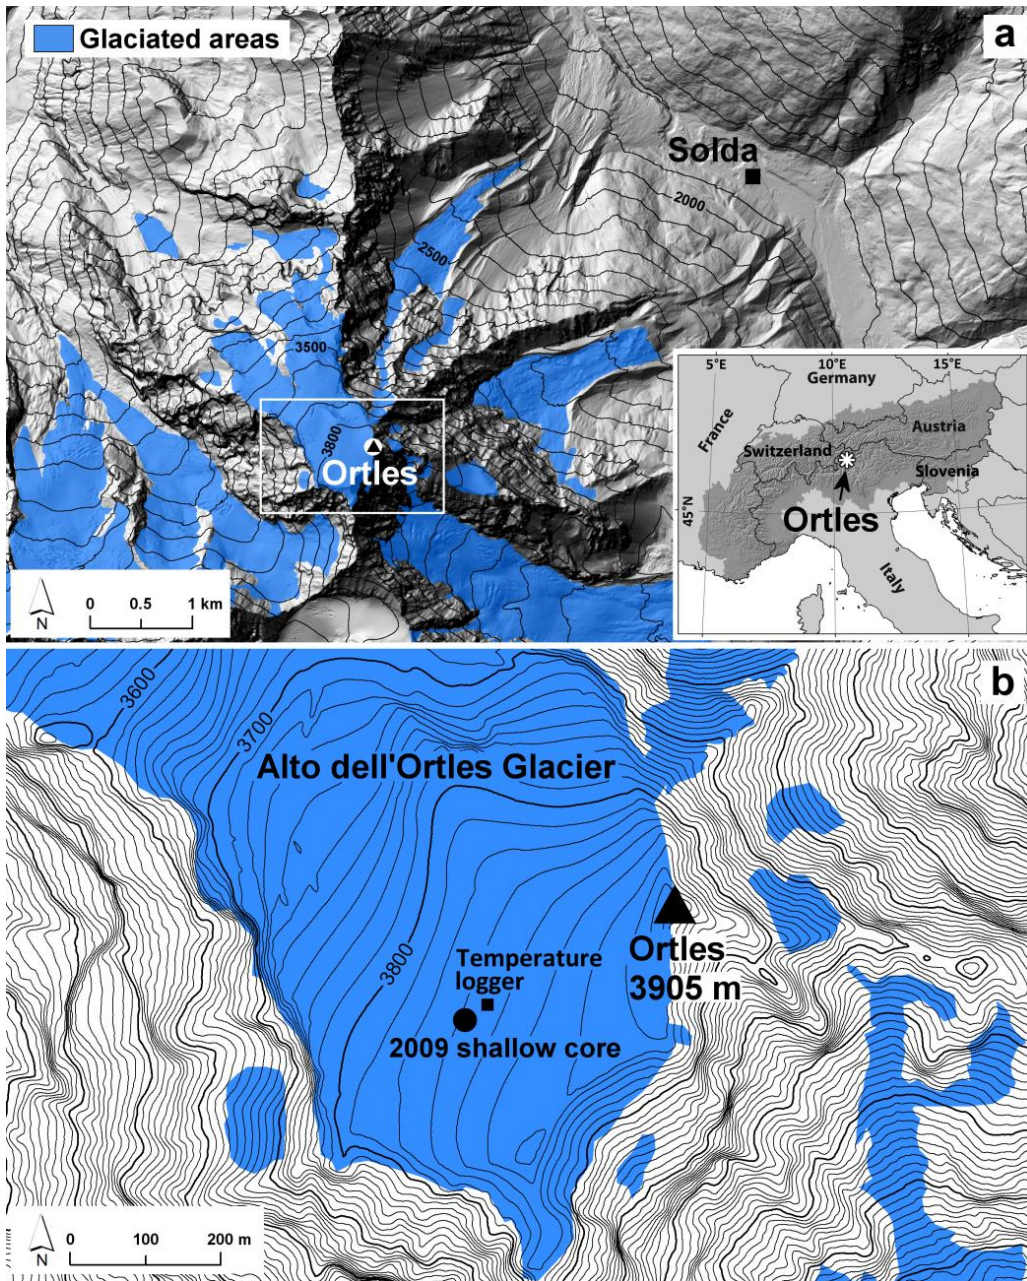 Glaciated areas
a
Solda
2000
2500
3500
3800
Ortles
0 0.5 1 km
N
5°E 10°E 15°E
Germany
France
Austria
Switzerland
Slovenia
45°N
Ortles
Italy
b
3600
3700
Alto dell'Ortles Glacier
3800
Temperature
logger
2009 shallow core
Ortles
3905 m
N
0 100 200 m